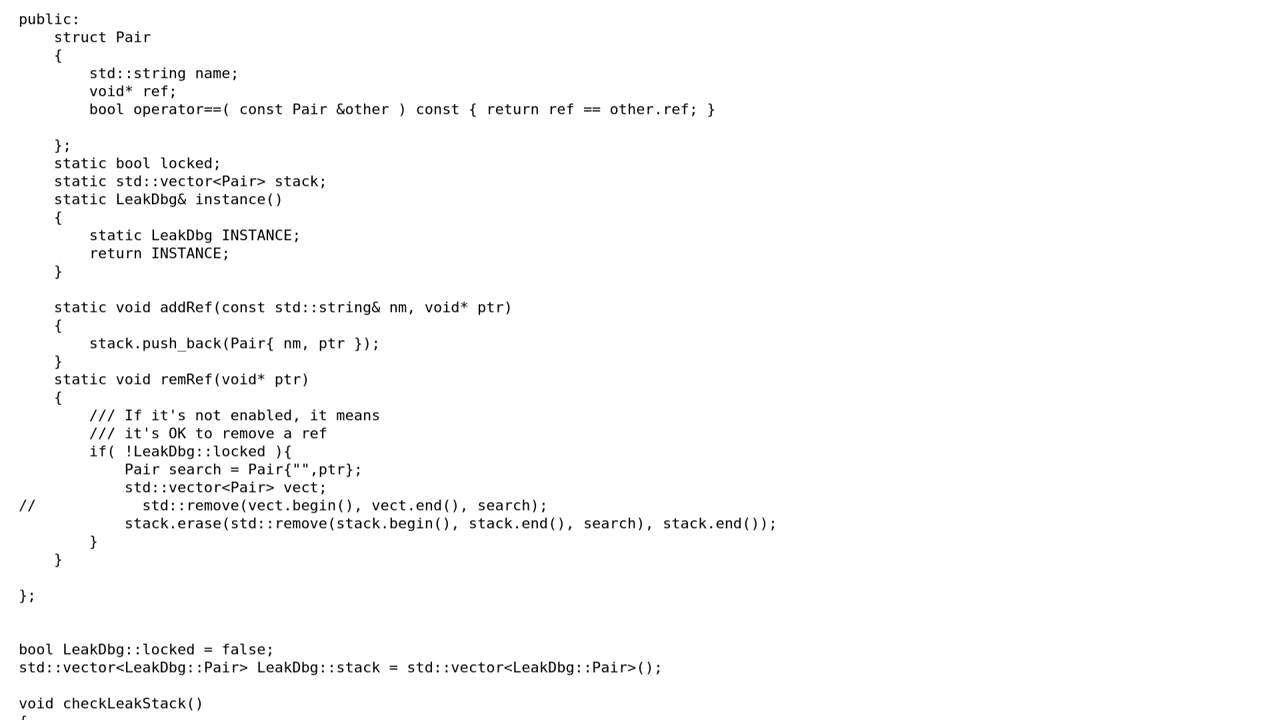 public:
    struct Pair
    {
        std::string name;
        void* ref;
        bool operator==( const Pair &other ) const { return ref == other.ref; }

    };
    static bool locked;
    static std::vector<Pair> stack;
    static LeakDbg& instance()
    {
        static LeakDbg INSTANCE;
        return INSTANCE;
    }

    static void addRef(const std::string& nm, void* ptr)
    {
        stack.push_back(Pair{ nm, ptr });
    }
    static void remRef(void* ptr)
    {
        /// If it's not enabled, it means
        /// it's OK to remove a ref
        if( !LeakDbg::locked ){
            Pair search = Pair{"",ptr};
            std::vector<Pair> vect;
//            std::remove(vect.begin(), vect.end(), search);
            stack.erase(std::remove(stack.begin(), stack.end(), search), stack.end());
        }
    }

};


bool LeakDbg::locked = false;
std::vector<LeakDbg::Pair> LeakDbg::stack = std::vector<LeakDbg::Pair>();

void checkLeakStack()
{